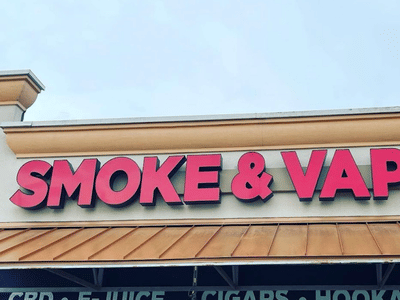 SMOKE & VAP
CBD • E-JUICE CIGARS • HOOKA